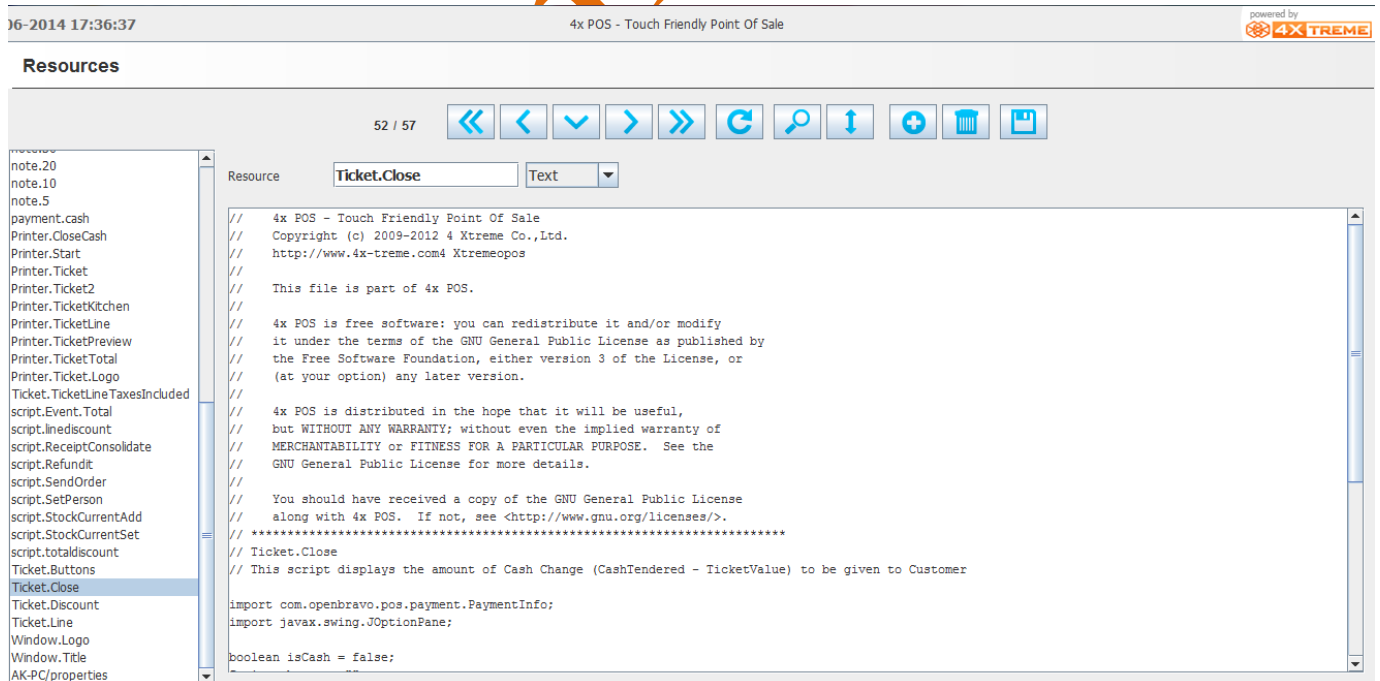 06-2014 17:36:37
4x POS - Touch Friendly Point Of Sale
powered by
4X TREME
Resources
52 / 57
note.20
note.10
note.5
payment.cash
Printer.CloseCash
Printer.Start
Printer.Ticket
Printer.Ticket2
Printer.TicketKitchen
Printer.TicketLine
Printer.TicketPreview
Printer.TicketTotal
Printer.Ticket.Logo
Ticket.TicketLineTaxesIncluded
script.Event.Total
script.linediscount
script.ReceiptConsolidate
script.Refundit
script.SendOrder
script.SetPerson
script.StockCurrentAdd
script.StockCurrentSet
script.totaldiscount
Ticket.Buttons
Ticket.Close
Ticket.Discount
Ticket.Line
Window.Logo
Window.Title
AK-PC/properties
Resource Ticket.Close Text
// 4x POS - Touch Friendly Point Of Sale
// Copyright (c) 2009-2012 4 Xtreme Co.,Ltd.
// http://www.4x-treme.com4 Xtremeopos
//
// This file is part of 4x POS.
//
// 4x POS is free software: you can redistribute it and/or modify
// it under the terms of the GNU General Public License as published by
// the Free Software Foundation, either version 3 of the License, or
// (at your option) any later version.
//
// 4x POS is distributed in the hope that it will be useful,
// but WITHOUT ANY WARRANTY; without even the implied warranty of
// MERCHANTABILITY or FITNESS FOR A PARTICULAR PURPOSE. See the
// GNU General Public License for more details.
//
// You should have received a copy of the GNU General Public License
// along with 4x POS. If not, see <http://www.gnu.org/licenses/>.
// **************************************************************************
// Ticket.Close
// This script displays the amount of Cash Change (CashTendered - TicketValue) to be given to Customer
import com.openbravo.pos.payment.PaymentInfo;
import javax.swing.JOptionPane;
boolean isCash = false;